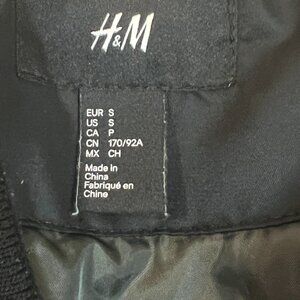 H&M
EUR S
US S
CA P
CN 170/92A
MX CH
Made in
China
Fabriqué en
Chine